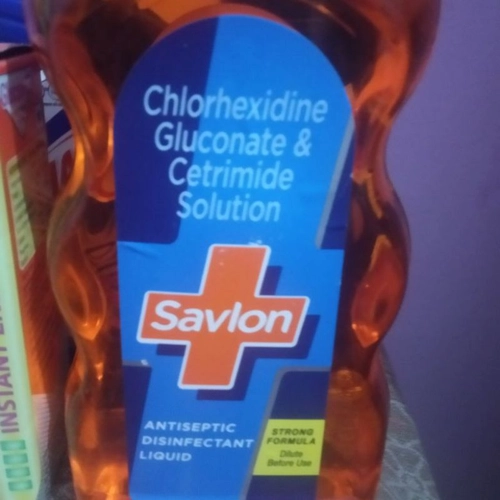 Chlorhexidine
Gluconate &
Cetrimide
Solution
Savlon
ANTISEPTIC
DISINFECTANT
LIQUID
STRONG
FORMULA
Dilute
Before Use
INSTANT